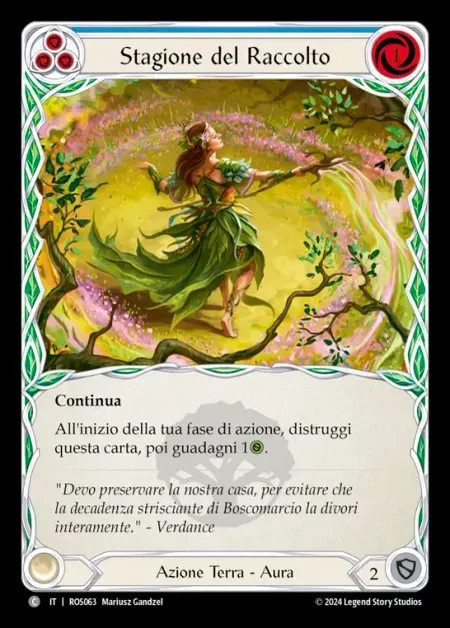 Stagione del Raccolto
1
Continua
All'inizio della tua fase di azione, distruggi
questa carta, poi guadagni 1.
"Devo preservare la nostra casa, per evitare che
la decadenza strisciante di Boscomarcio la divori
interamente." - Verdance
Azione Terra - Aura
2
C IT | ROS063 Mariusz Gandzel
© 2024 Legend Story Studios